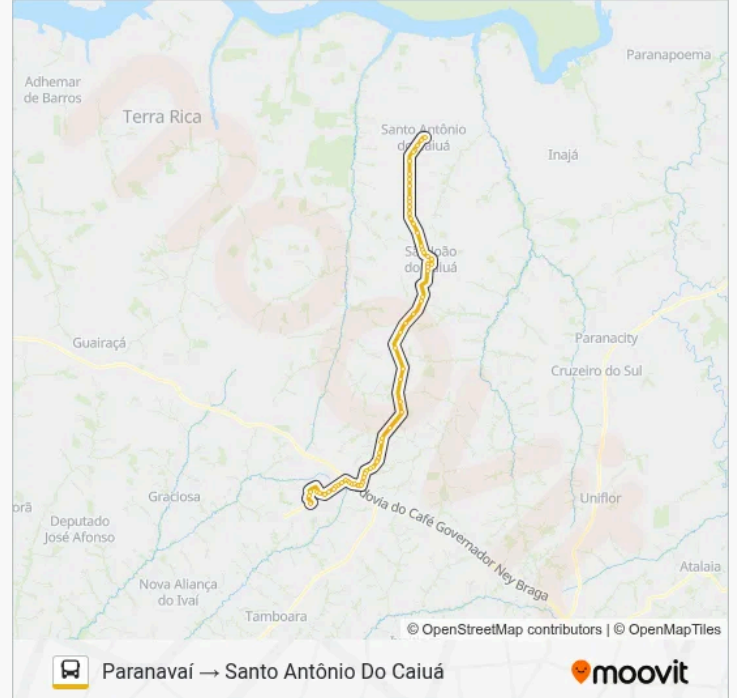 Paranapoema
Adhemar
de Barros
Terra Rica
Santo Antônio
do Caiuá
Inajá
São João
do Caiuá
Guairaçá
Paranacity
Cruzeiro do Sul
Graciosa
Uniflor
Deputado
José Afonso
Rodovia do Café Governador Ney Braga
Atalaia
Nova Aliança
do Ivaí
Tamboara
© OpenStreetMap contributors | © OpenMapTiles
Paranavaí → Santo Antônio Do Caiuá
moovit